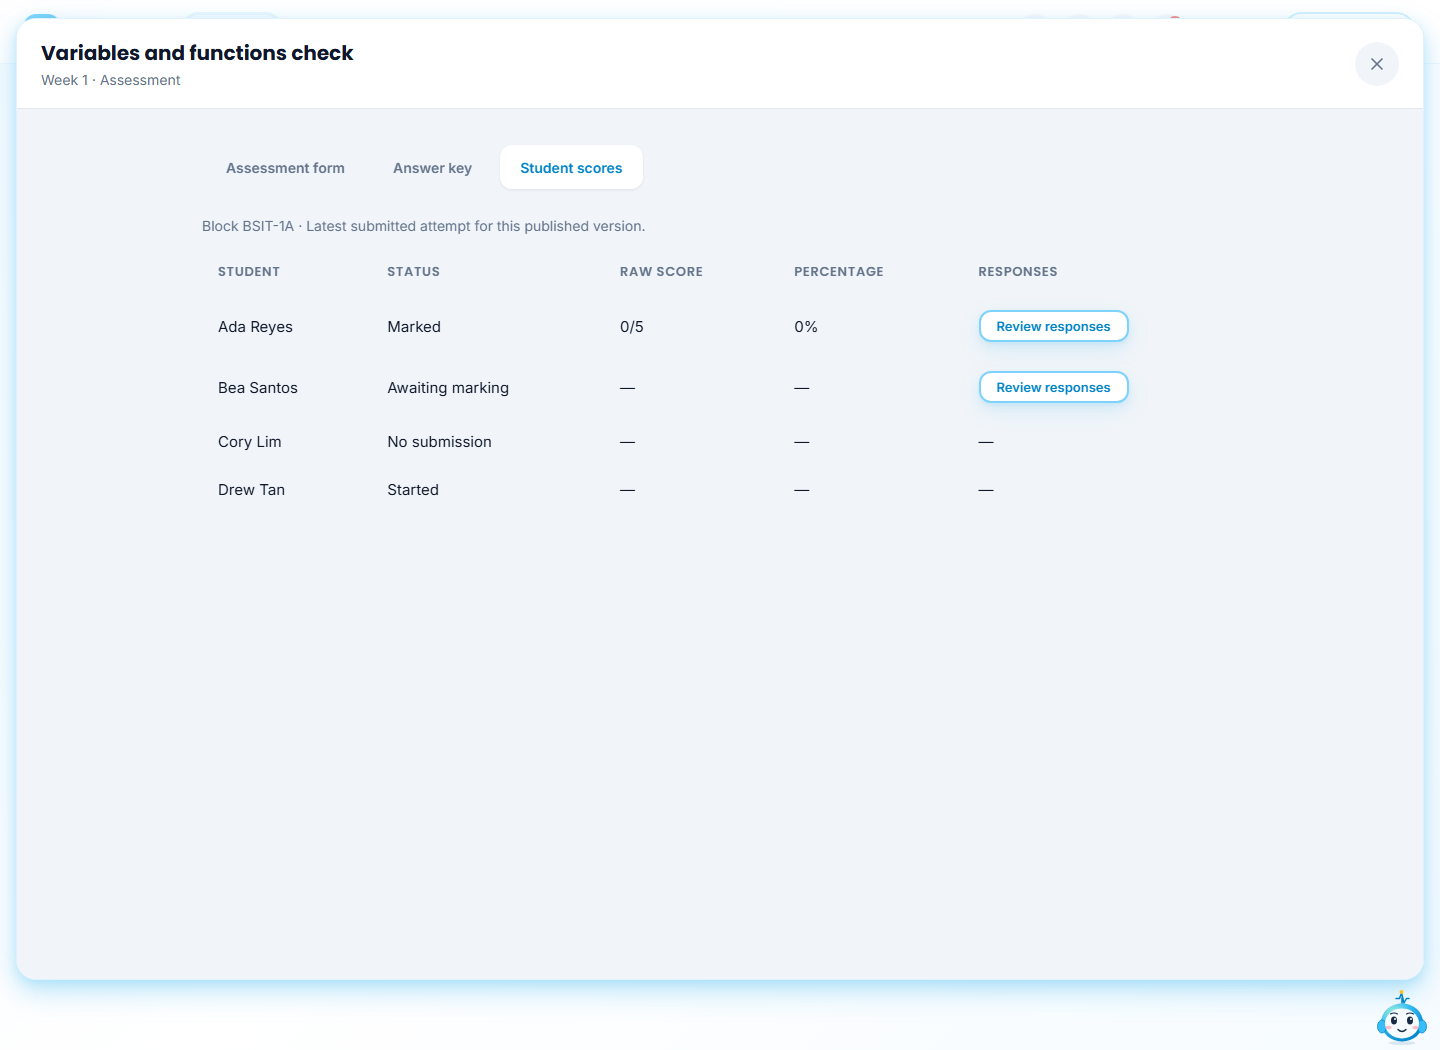 Variables and functions check
Week 1 · Assessment
Assessment form Answer key Student scores
Block BSIT-1A · Latest submitted attempt for this published version.
STUDENT STATUS RAW SCORE PERCENTAGE RESPONSES
Ada Reyes Marked 0/5 0% Review responses
Bea Santos Awaiting marking — — Review responses
Cory Lim No submission — — —
Drew Tan Started — — —